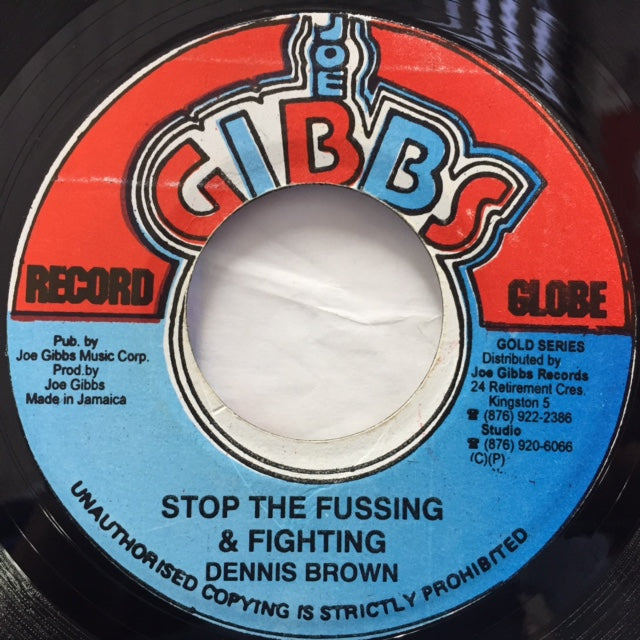 JOE
GIBBS
RECORD
GLOBE
Pub. by
Joe Gibbs Music Corp.
Prod.by
Joe Gibbs
Made in Jamaica
GOLD SERIES
Distributed by
Joe Gibbs Records
24 Retirement Cres.
Kingston 5
☎ (876) 922-2386
Studio
☎ (876) 920-6066
(C)(P)
STOP THE FUSSING
& FIGHTING
DENNIS BROWN
UNAUTHORISED COPYING IS STRICTLY PROHIBITED